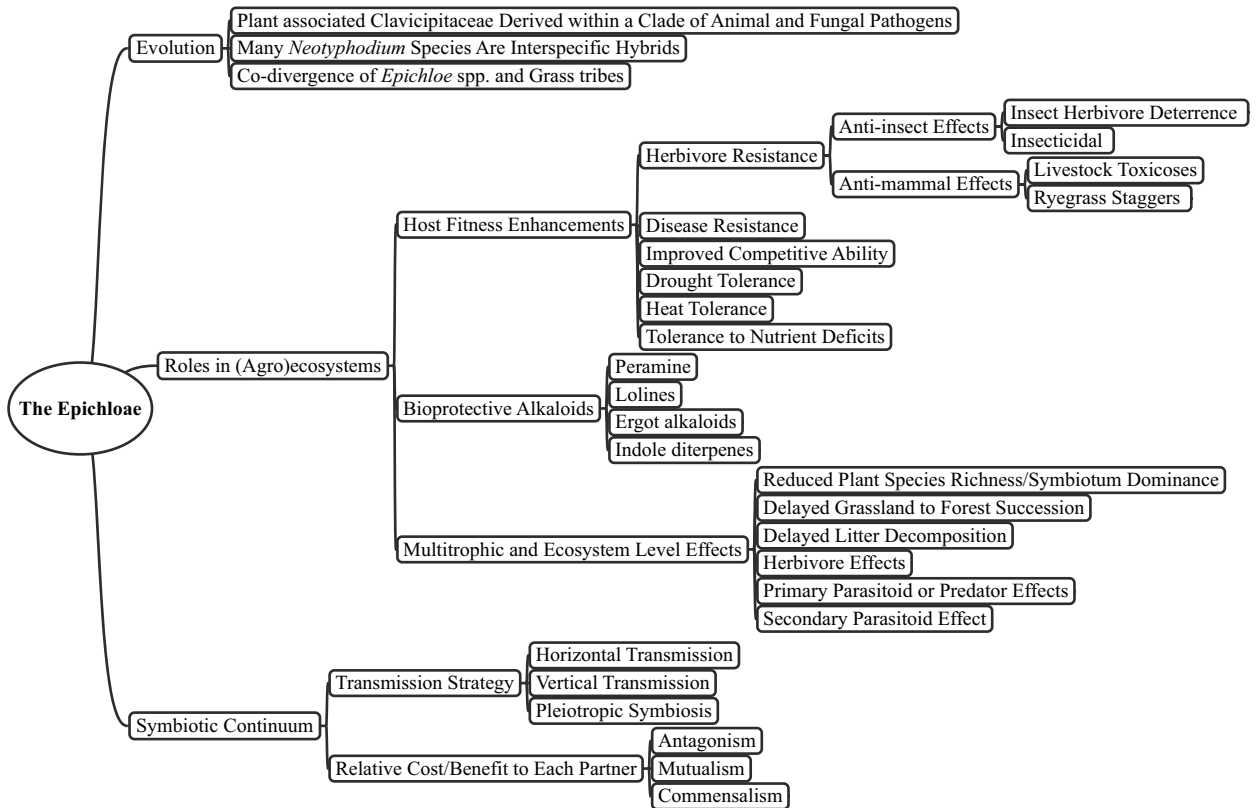 The Epichloae
Evolution
Plant associated Clavicipitaceae Derived within a Clade of Animal and Fungal Pathogens
Many Neotyphodium Species Are Interspecific Hybrids
Co-divergence of Epichloe spp. and Grass tribes
Roles in (Agro)ecosystems
Host Fitness Enhancements
Herbivore Resistance
Anti-insect Effects
Insect Herbivore Deterrence
Insecticidal
Anti-mammal Effects
Livestock Toxicoses
Ryegrass Staggers
Disease Resistance
Improved Competitive Ability
Drought Tolerance
Heat Tolerance
Tolerance to Nutrient Deficits
Bioprotective Alkaloids
Peramine
Lolines
Ergot alkaloids
Indole diterpenes
Multitrophic and Ecosystem Level Effects
Reduced Plant Species Richness/Symbiotum Dominance
Delayed Grassland to Forest Succession
Delayed Litter Decomposition
Herbivore Effects
Primary Parasitoid or Predator Effects
Secondary Parasitoid Effect
Symbiotic Continuum
Transmission Strategy
Horizontal Transmission
Vertical Transmission
Pleiotropic Symbiosis
Relative Cost/Benefit to Each Partner
Antagonism
Mutualism
Commensalism